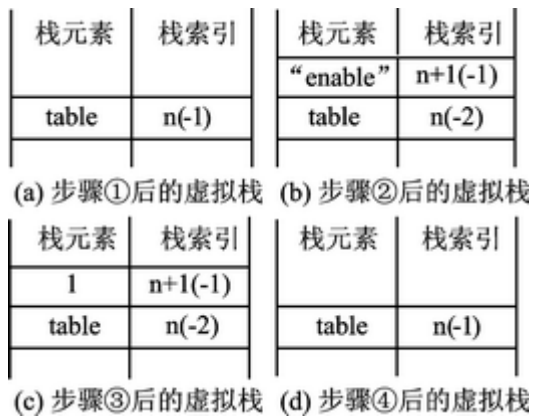 栈元素 栈索引
table n(-1)
(a) 步骤①后的虚拟栈
栈元素 栈索引
“enable” n+1(-1)
table n(-2)
(b) 步骤②后的虚拟栈
栈元素 栈索引
1 n+1(-1)
table n(-2)
(c) 步骤③后的虚拟栈
栈元素 栈索引
table n(-1)
(d) 步骤④后的虚拟栈